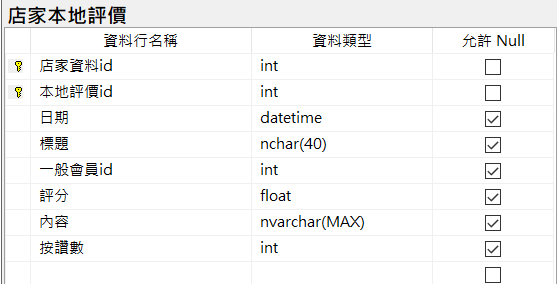 店家本地評價
資料行名稱 資料類型 允許 Null
店家資料id int
本地評價id int
日期 datetime
標題 nchar(40)
一般會員id int
評分 float
內容 nvarchar(MAX)
按讚數 int